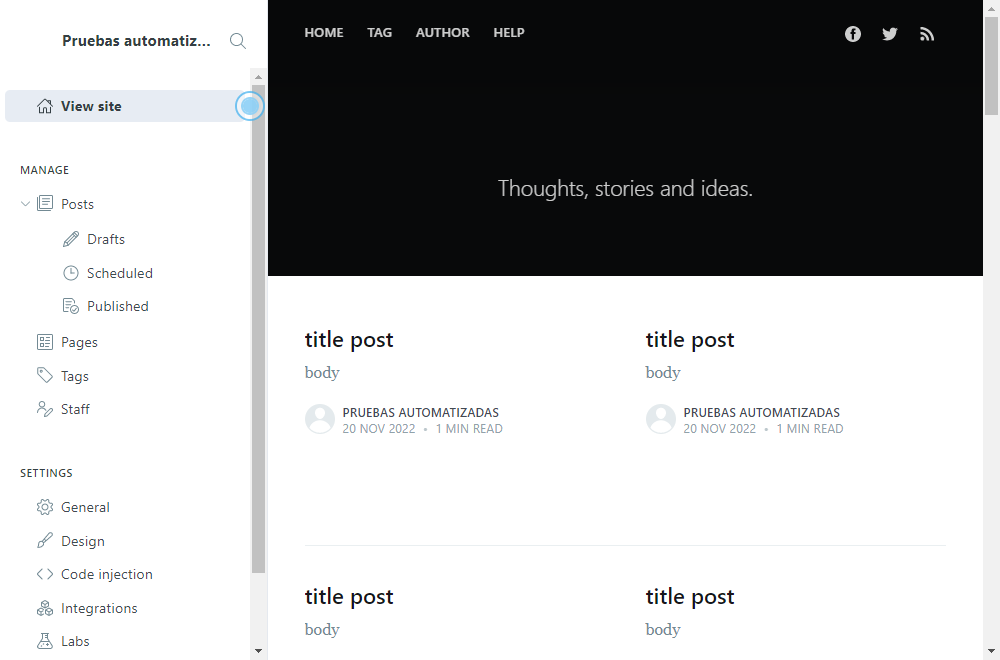 Pruebas automatiz...
View site
MANAGE
Posts
Drafts
Scheduled
Published
Pages
Tags
Staff
SETTINGS
General
Design
Code injection
Integrations
Labs
HOME TAG AUTHOR HELP
Thoughts, stories and ideas.
title post
body
PRUEBAS AUTOMATIZADAS
20 NOV 2022 • 1 MIN READ
title post
body
PRUEBAS AUTOMATIZADAS
20 NOV 2022 • 1 MIN READ
title post
body
title post
body